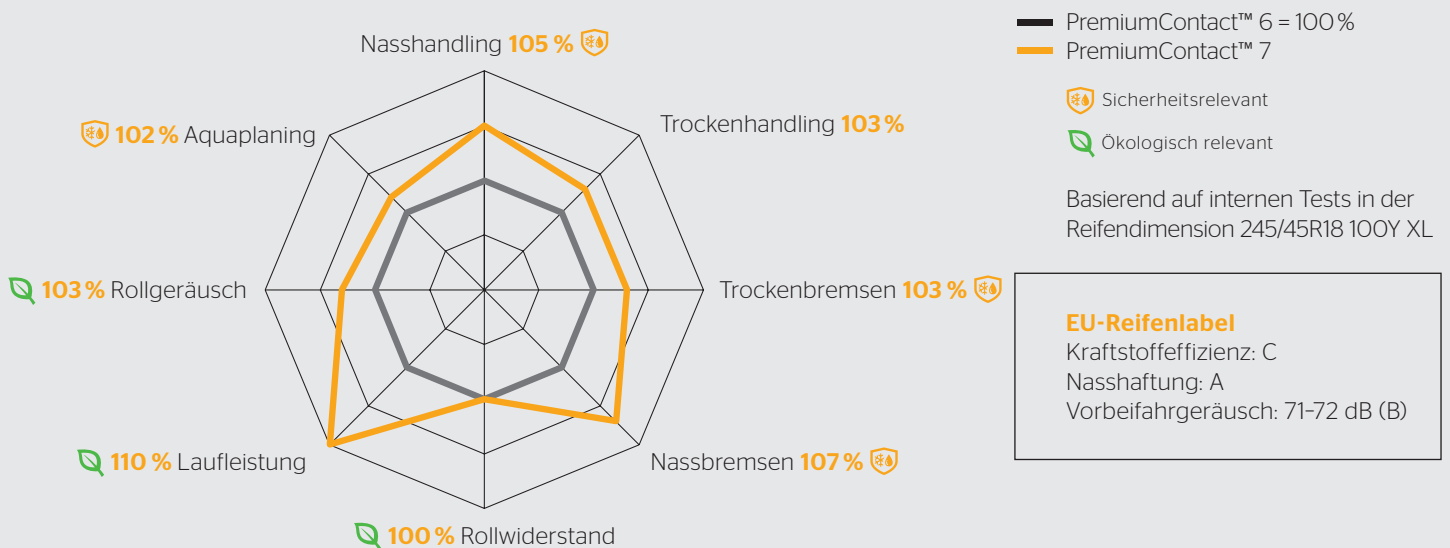 Nasshandling 105 %
Trockenhandling 103 %
Trockenbremsen 103 %
Nassbremsen 107 %
100 % Rollwiderstand
110 % Laufleistung
103 % Rollgeräusch
102 % Aquaplaning
PremiumContact™ 6 = 100 %
PremiumContact™ 7
Sicherheitsrelevant
Ökologisch relevant
Basierend auf internen Tests in der
Reifendimension 245/45R18 100Y XL
EU-Reifenlabel
Kraftstoffeffizienz: C
Nasshaftung: A
Vorbeifahrgeräusch: 71–72 dB (B)